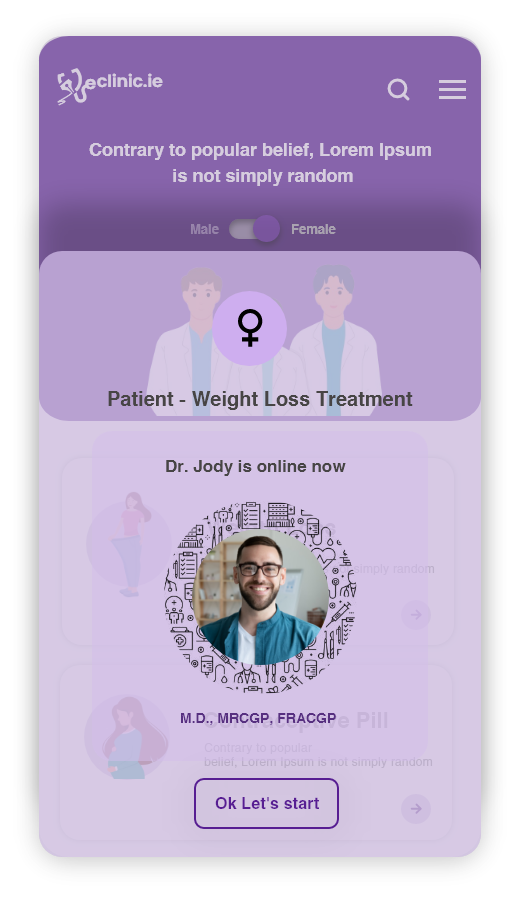 eclinic.ie
Contrary to popular belief, Lorem Ipsum
is not simply random
Male
Female
Patient - Weight Loss Treatment
Dr. Jody is online now
simply random
M.D., MRCGP, FRACGP
Contraceptive Pill
Contrary to popular
belief, Lorem Ipsum is not simply random
Ok Let's start